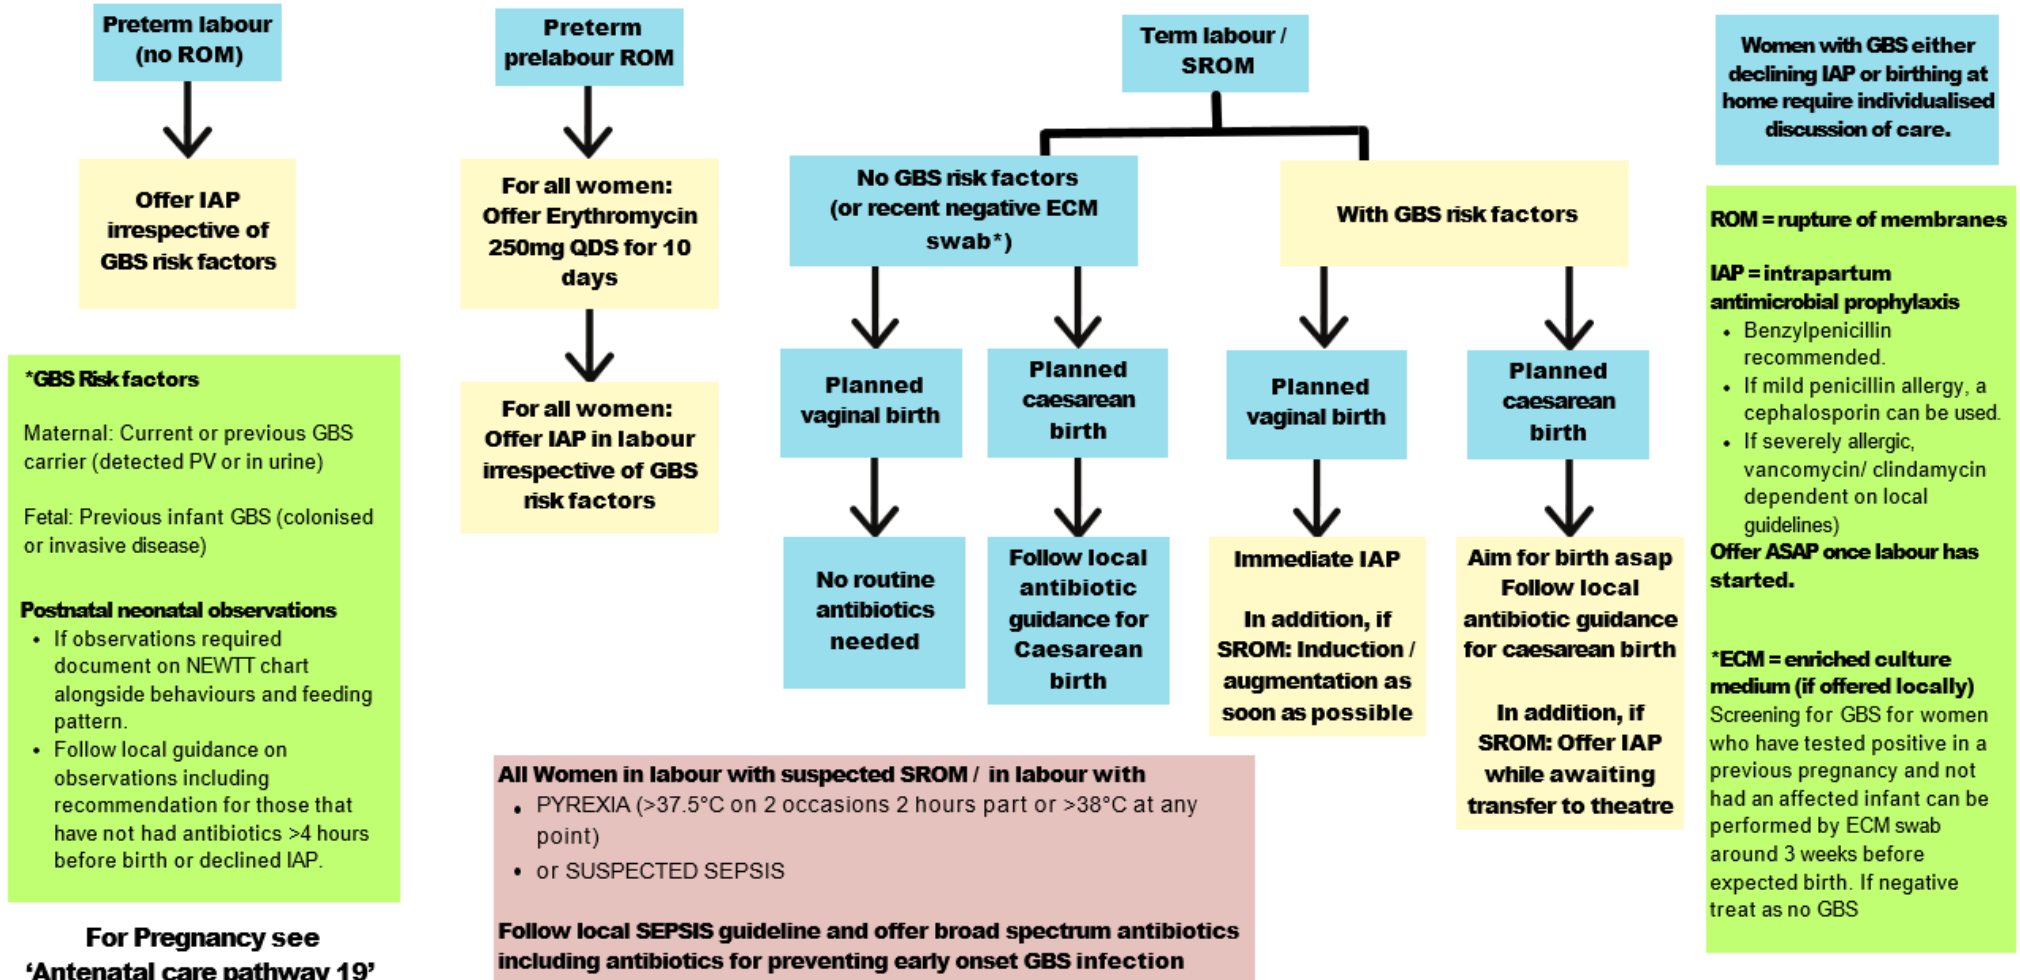 Preterm labour
(no ROM)
Offer IAP
irrespective of
GBS risk factors
*GBS Risk factors
Maternal: Current or previous GBS
carrier (detected PV or in urine)
Fetal: Previous infant GBS (colonised
or invasive disease)
Postnatal neonatal observations
• If observations required
document on NEWTT chart
alongside behaviours and feeding
pattern.
• Follow local guidance on
observations including
recommendation for those that
have not had antibiotics >4 hours
before birth or declined IAP.
For Pregnancy see
‘Antenatal care pathway 19’
Preterm
prelabour ROM
For all women:
Offer Erythromycin
250mg QDS for 10
days
For all women:
Offer IAP in labour
irrespective of GBS
risk factors
Term labour /
SROM
No GBS risk factors
(or recent negative ECM
swab*)
Planned
vaginal birth
No routine
antibiotics
needed
Planned
caesarean
birth
Follow local
antibiotic
guidance for
Caesarean
birth
With GBS risk factors
Planned
vaginal birth
Immediate IAP
In addition, if
SROM: Induction /
augmentation as
soon as possible
Planned
caesarean
birth
Aim for birth asap
Follow local
antibiotic guidance
for caesarean birth
In addition, if
SROM: Offer IAP
while awaiting
transfer to theatre
All Women in labour with suspected SROM / in labour with
• PYREXIA (>37.5°C on 2 occasions 2 hours part or >38°C at any
point)
• or SUSPECTED SEPSIS
Follow local SEPSIS guideline and offer broad spectrum antibiotics
including antibiotics for preventing early onset GBS infection
Women with GBS either
declining IAP or birthing at
home require individualised
discussion of care.
ROM = rupture of membranes
IAP = intrapartum
antimicrobial prophylaxis
• Benzylpenicillin
recommended.
• If mild penicillin allergy, a
cephalosporin can be used.
• If severely allergic,
vancomycin/ clindamycin
dependent on local
guidelines)
Offer ASAP once labour has
started.
*ECM = enriched culture
medium (if offered locally)
Screening for GBS for women
who have tested positive in a
previous pregnancy and not
had an affected infant can be
performed by ECM swab
around 3 weeks before
expected birth. If negative
treat as no GBS